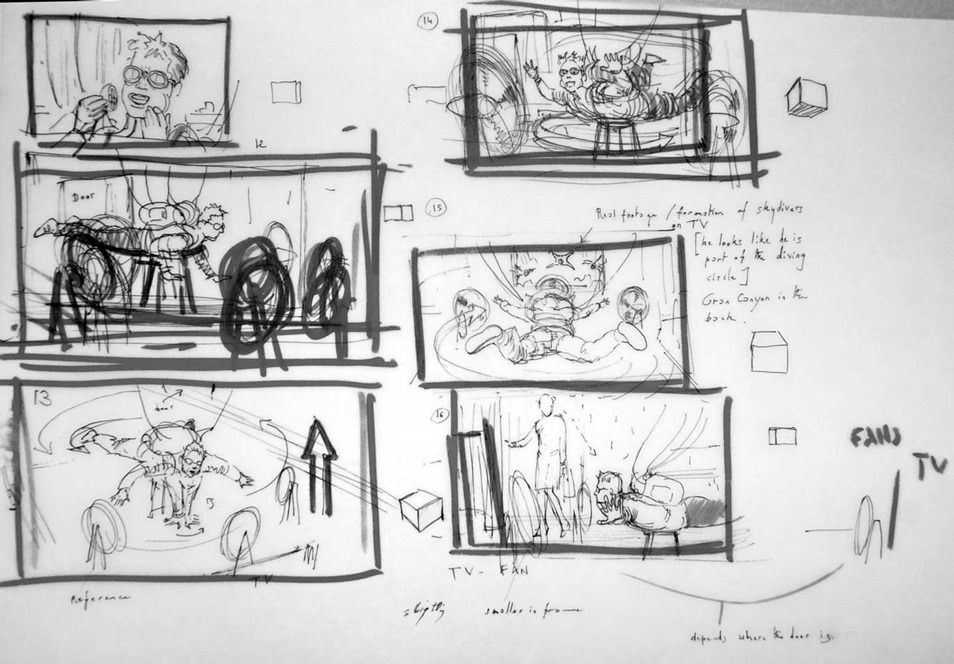 14
12
Door
15
Real footage / formation of skydivers
on TV
[he looks like he is
part of the diving
circle]
Gran Canyon in the
back.
13
door
16
FANS
TV
TV
TV - FAN
Reference
slightly smaller in frame
depends where the door is.